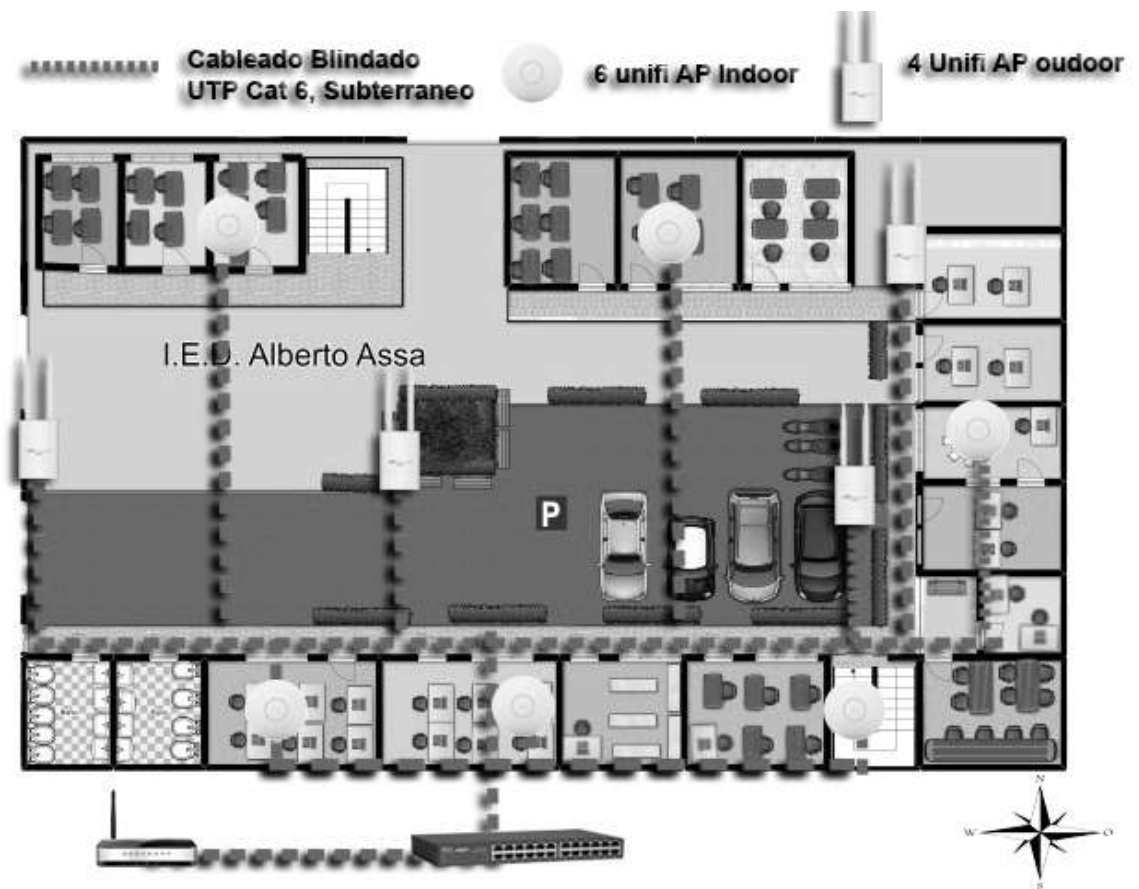 Cableado Blindado
UTP Cat 6, Subterraneo
6 unifi AP Indoor
4 Unifi AP oudoor
I.E.D. Alberto Assa
P
N
W
O
S